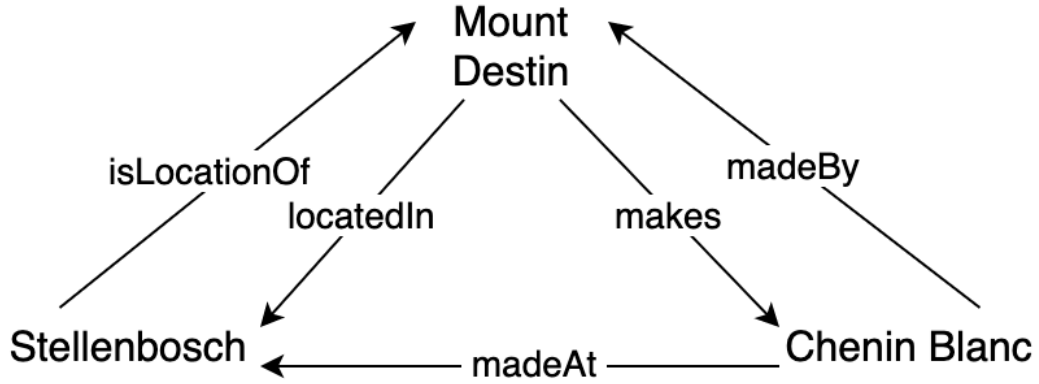 Mount
Destin
isLocationOf
madeBy
locatedIn
makes
Stellenbosch
Chenin Blanc
madeAt